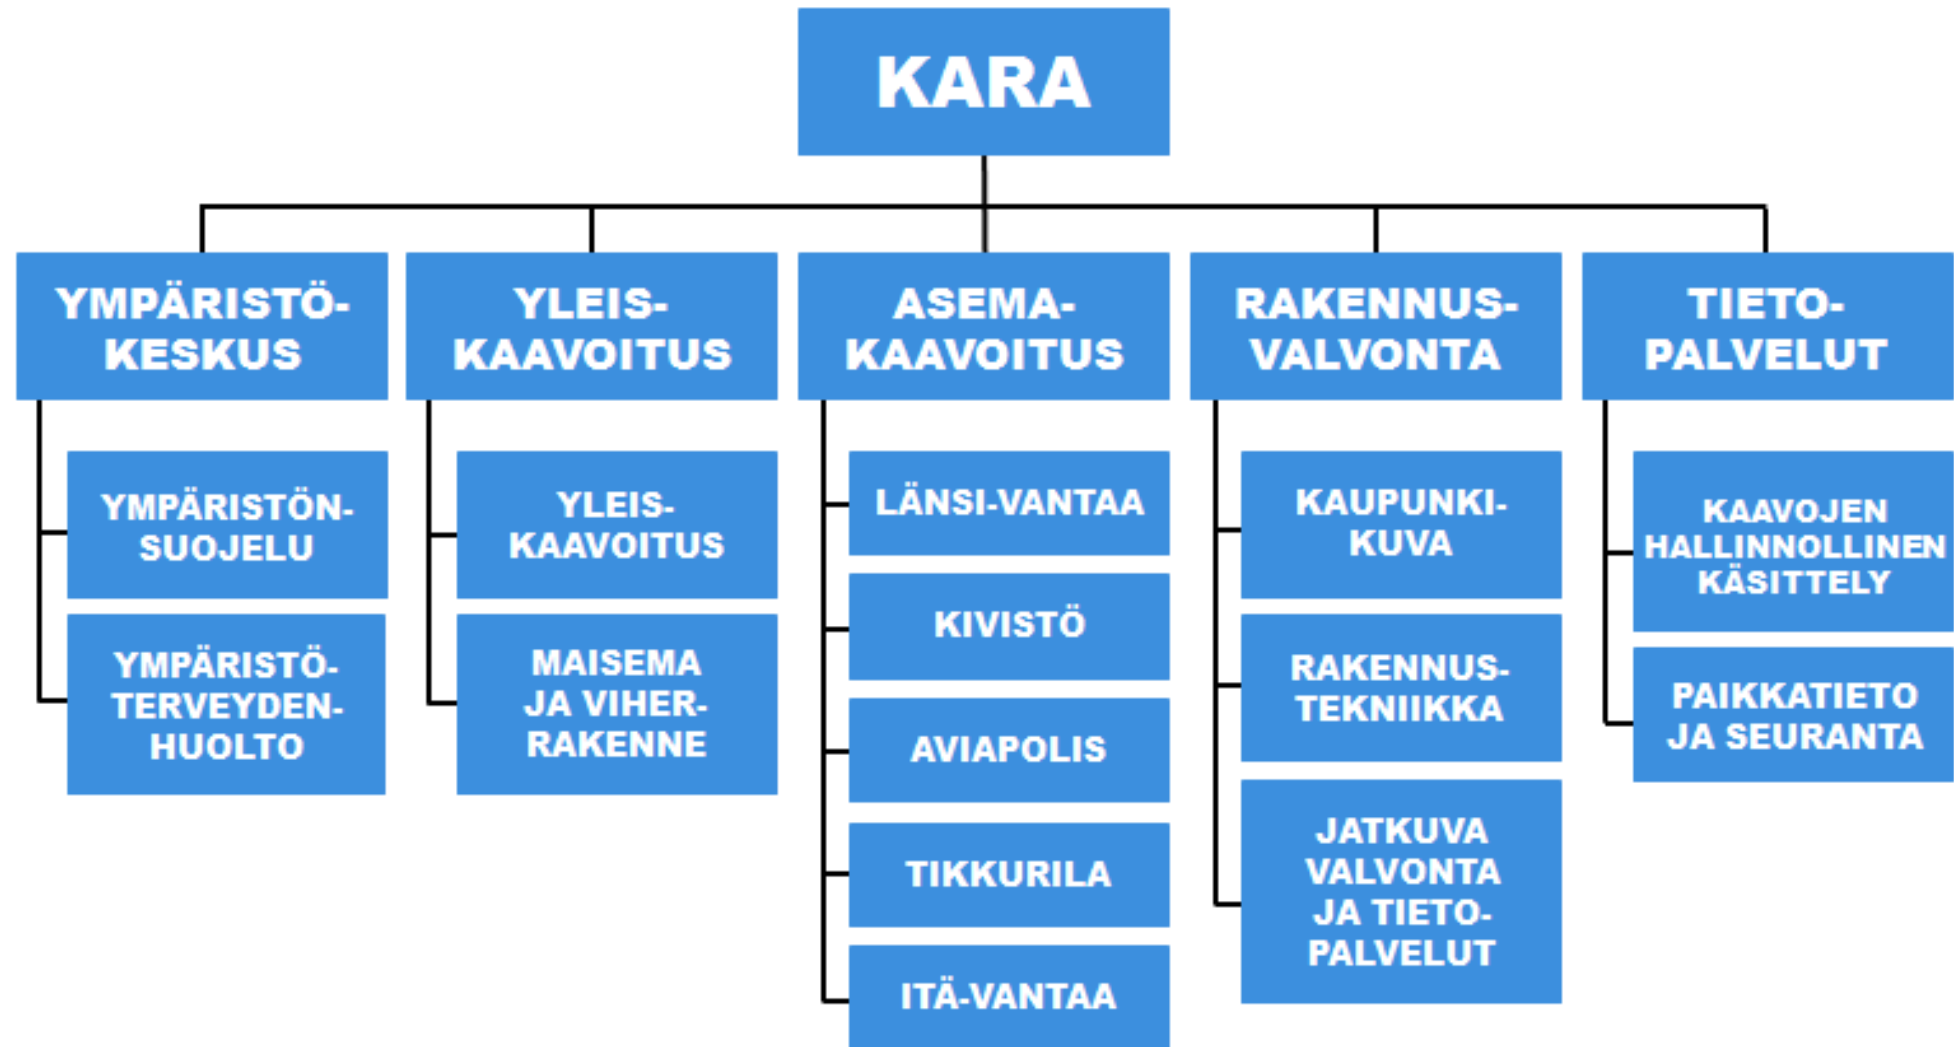 KARA
YMPÄRISTÖ-
KESKUS
YLEIS-
KAAVOITUS
ASEMA-
KAAVOITUS
RAKENNUS-
VALVONTA
TIETO-
PALVELUT
YMPÄRISTÖN-
SUOJELU
YMPÄRISTÖ-
TERVEYDEN-
HUOLTO
YLEIS-
KAAVOITUS
MAISEMA
JA VIHER-
RAKENNE
LÄNSI-VANTAA
KIVISTÖ
AVIAPOLIS
TIKKURILA
ITÄ-VANTAA
KAUPUNKI-
KUVA
RAKENNUS-
TEKNIIKKA
JATKUVA
VALVONTA
JA TIETO-
PALVELUT
KAAVOJEN
HALLINNOLLINEN
KÄSITTELY
PAIKKATIETO
JA SEURANTA